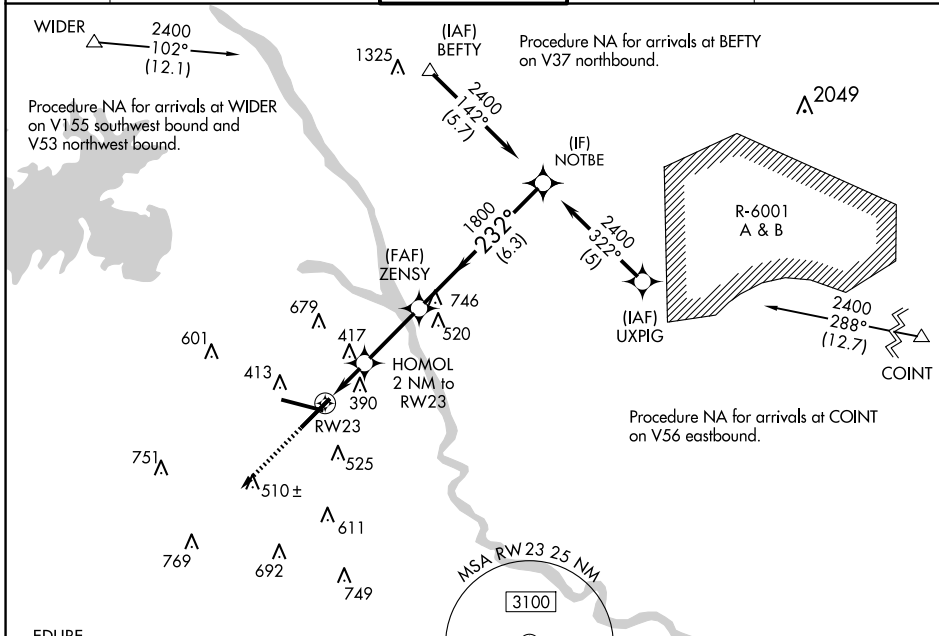 WIDER
2400
102°
(12.1)
(IAF)
BEFTY
1325
Procedure NA for arrivals at BEFTY
on V37 northbound.
2049
Procedure NA for arrivals at WIDER
on V155 southwest bound and
V53 northwest bound.
2400
142°
(5.7)
(IF)
NOTBE
R-6001
A & B
1800
232°
(6.3)
2400
322°
(5)
(FAF)
ZENSY
(IAF)
UXPIG
2400
288°
(12.7)
COINT
746
520
679
417
601
413
390
HOMOL
2 NM to
RW23
RW23
Procedure NA for arrivals at COINT
on V56 eastbound.
751
525
510±
611
769
692
749
MSA RW 23 25 NM
3100